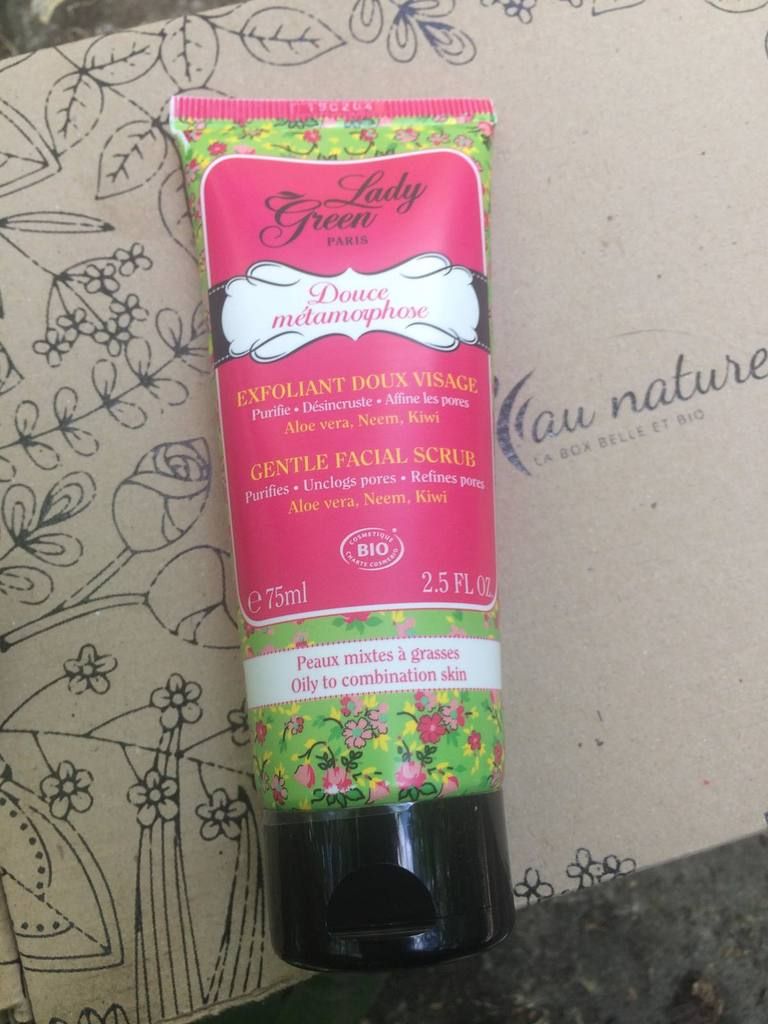 19C204
Lady
Green
PARIS
Douce
métamorphose
EXFOLIANT DOUX VISAGE
Purifie • Désincruste • Affine les pores
Aloe vera, Neem, Kiwi
GENTLE FACIAL SCRUB
Purifies • Unclogs pores • Refines pores
Aloe vera, Neem, Kiwi
COSMETIQUE
BIO
CHARTE COSMEBIO
℮ 75ml
2.5 FL OZ.
Peaux mixtes à grasses
Oily to combination skin
au nature
LA BOX BELLE ET BIO